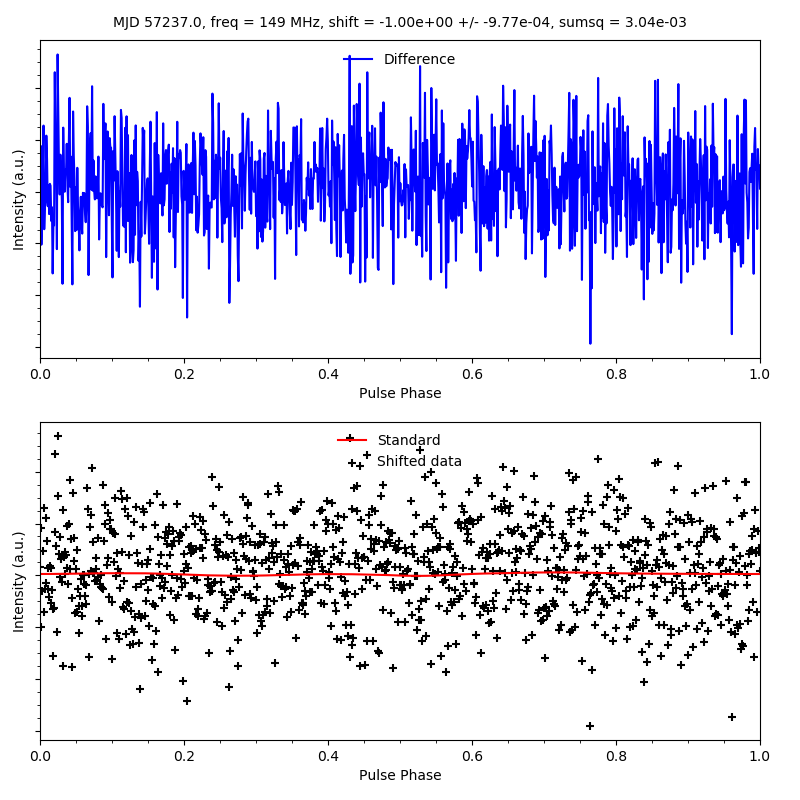 MJD 57237.0, freq = 149 MHz, shift = -1.00e+00 +/- -9.77e-04, sumsq = 3.04e-03
Difference
Intensity (a.u.)
0.0 0.2 0.4 0.6 0.8 1.0
Pulse Phase
Standard
Shifted data
Intensity (a.u.)
0.0 0.2 0.4 0.6 0.8 1.0
Pulse Phase